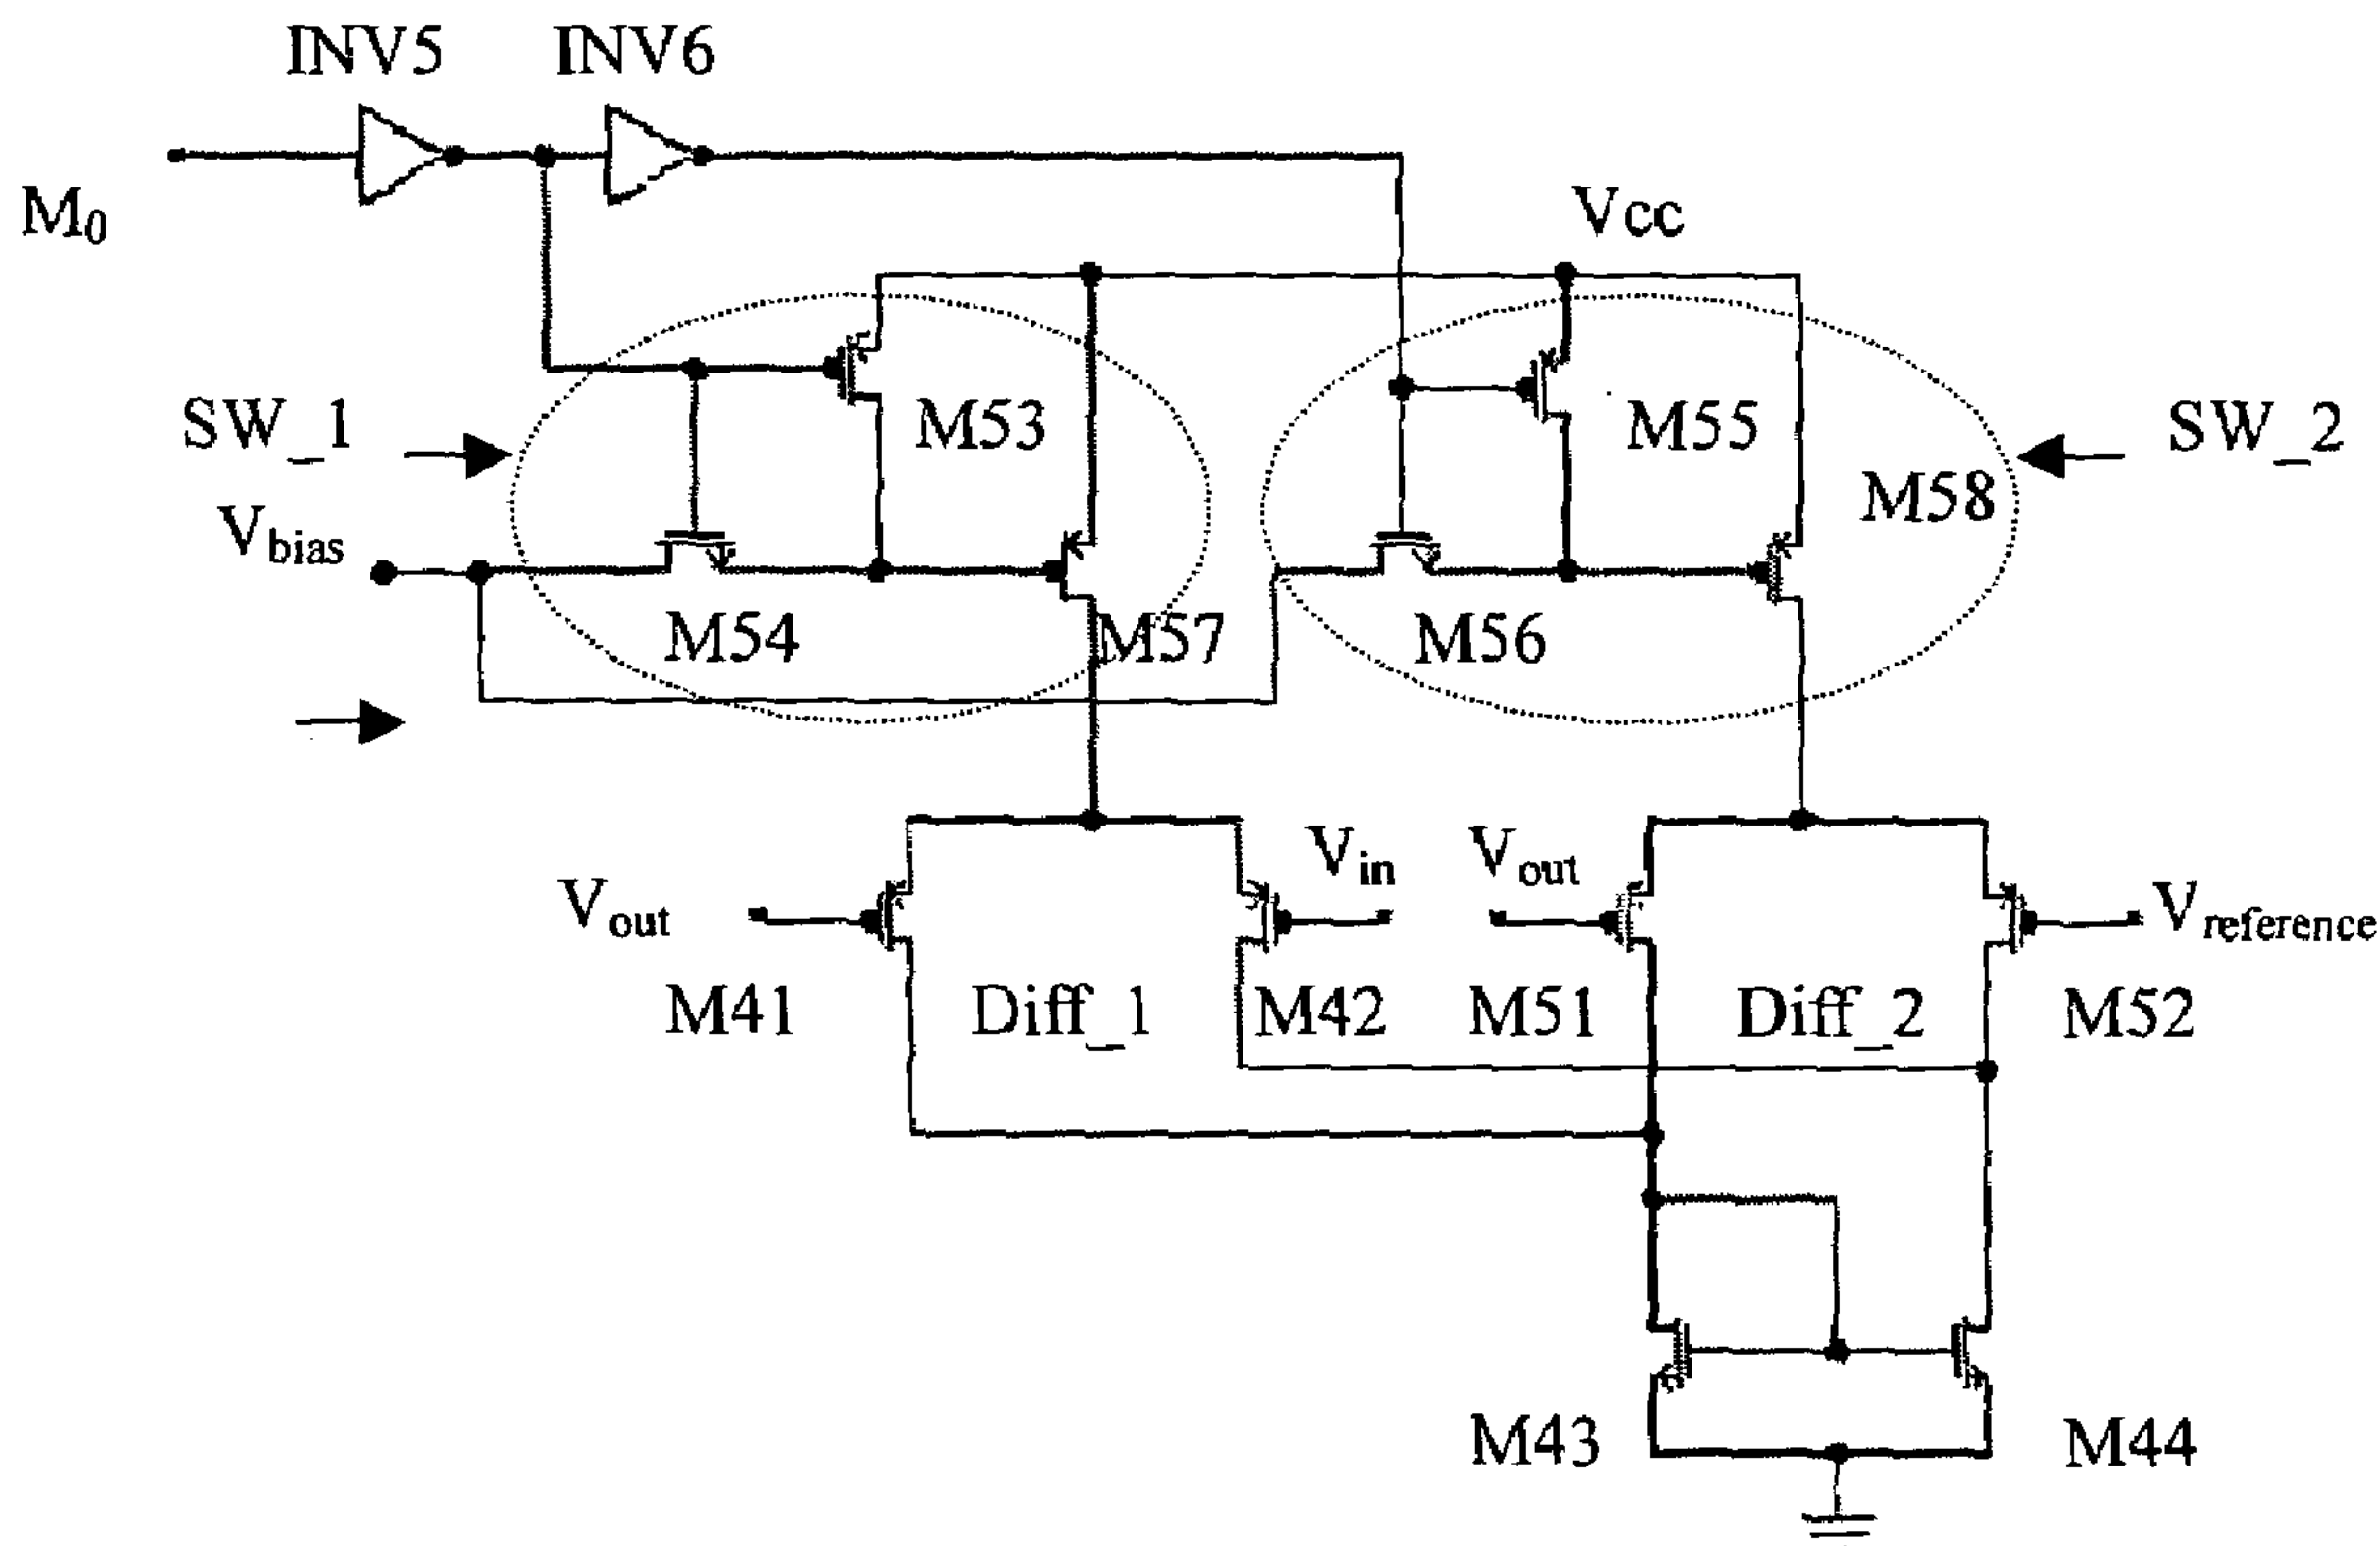 INV5 INV6
M0
Vcc
SW_1
M53
M55
SW_2
M58
Vbias
M54
M57
M56
Vin
Vout
Vout
Vreference
M41
Diff_1
M42
M51
Diff_2
M52
M43
M44